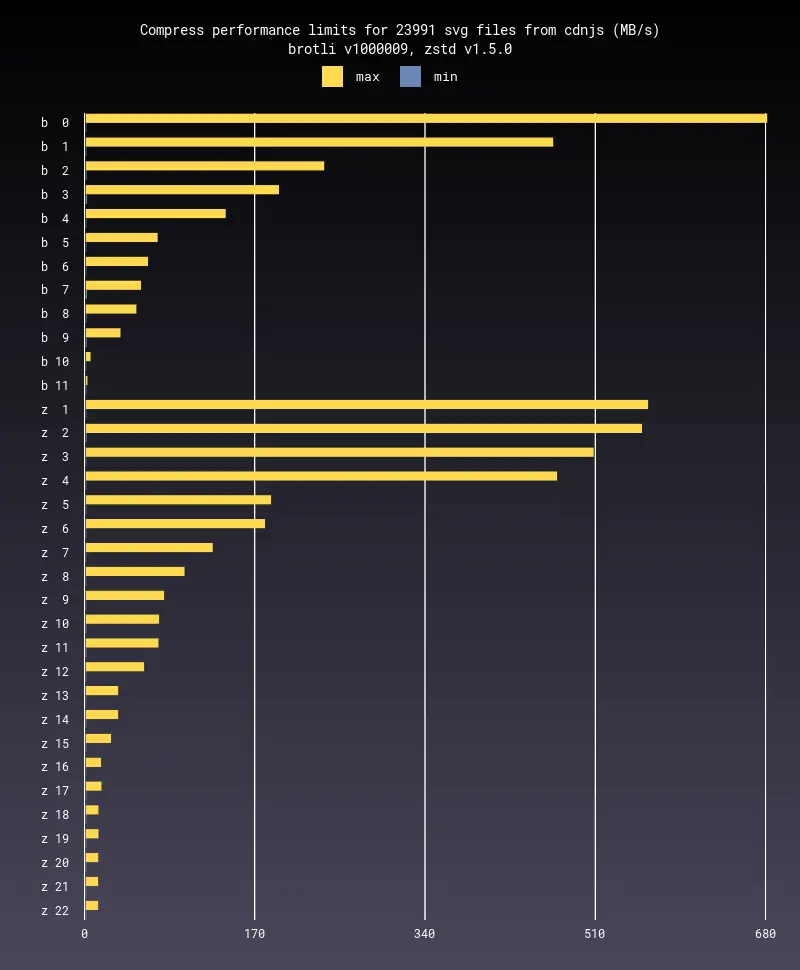 Compress performance limits for 23991 svg files from cdnjs (MB/s)
brotli v1000009, zstd v1.5.0
max min
b 0
b 1
b 2
b 3
b 4
b 5
b 6
b 7
b 8
b 9
b 10
b 11
z 1
z 2
z 3
z 4
z 5
z 6
z 7
z 8
z 9
z 10
z 11
z 12
z 13
z 14
z 15
z 16
z 17
z 18
z 19
z 20
z 21
z 22
0 170 340 510 680